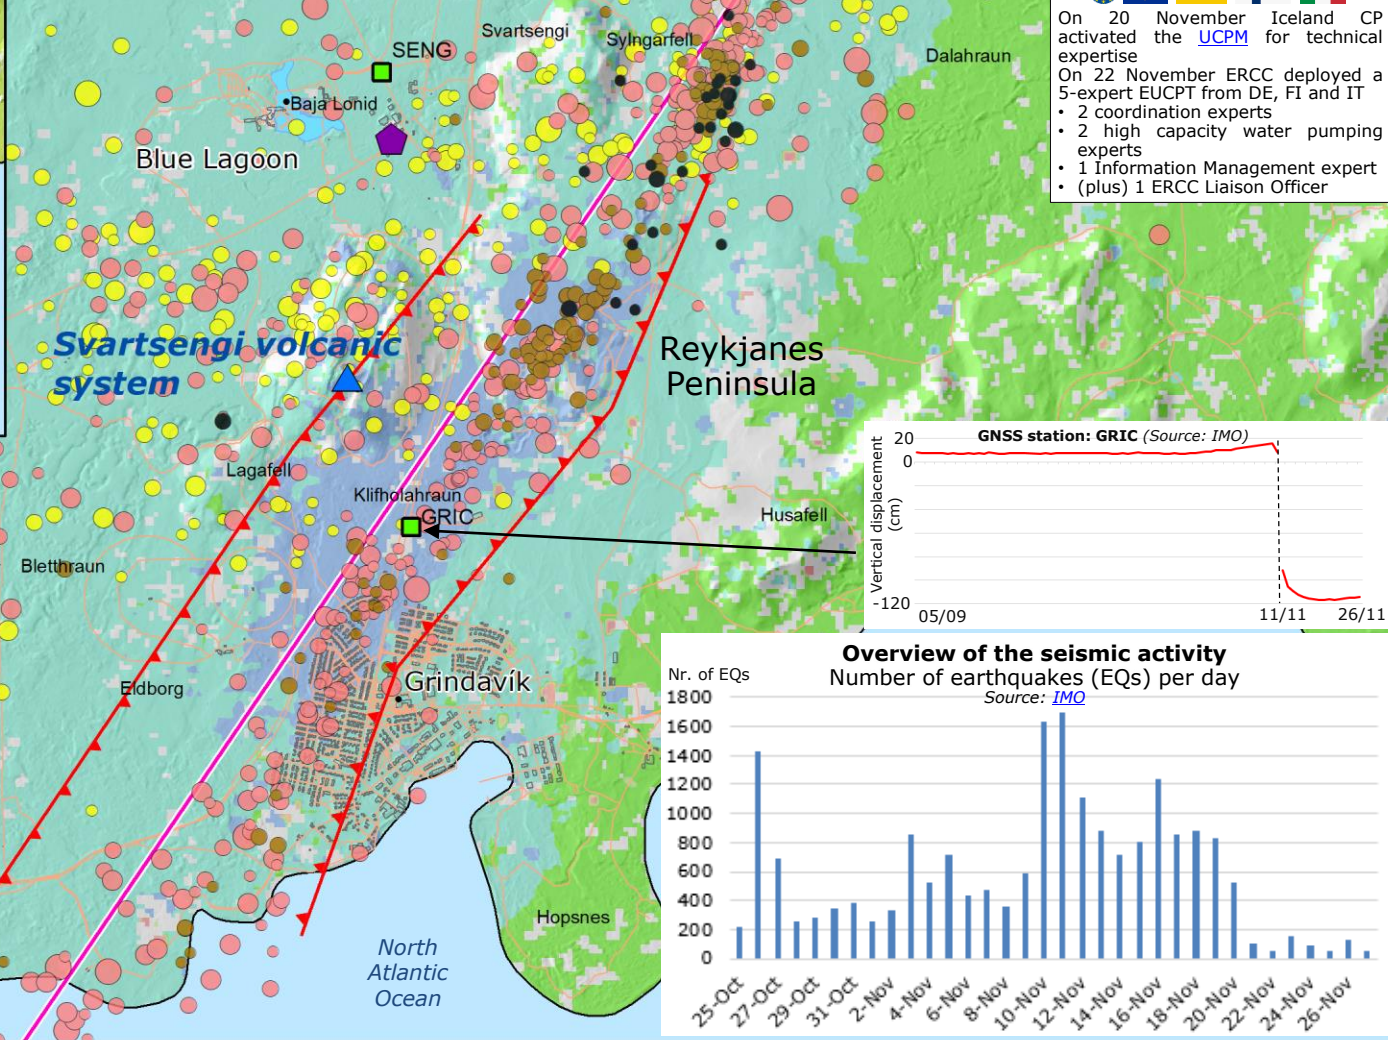 On 20 November Iceland CP
activated the UCPM for technical
expertise
On 22 November ERCC deployed a
5-expert EUCPT from DE, FI and IT
• 2 coordination experts
• 2 high capacity water pumping
experts
• 1 Information Management expert
• (plus) 1 ERCC Liaison Officer
Svartsengi
Sylngarfell
Dalahraun
SENG
Baja Lonid
Blue Lagoon
Svartsengi volcanic
system
Reykjanes
Peninsula
Lagafell
Klifholahraun
GRIC
Husafell
Bletthraun
Eldborg
Grindavík
Hopsnes
North
Atlantic
Ocean
GNSS station: GRIC (Source: IMO)
Vertical displacement
(cm)
20
0
-120
05/09
11/11
26/11
Overview of the seismic activity
Number of earthquakes (EQs) per day
Source: IMO
Nr. of EQs
1800
1600
1400
1200
1000
800
600
400
200
0
25-Oct
27-Oct
29-Oct
31-Oct
2-Nov
4-Nov
6-Nov
8-Nov
10-Nov
12-Nov
14-Nov
16-Nov
18-Nov
20-Nov
22-Nov
24-Nov
26-Nov